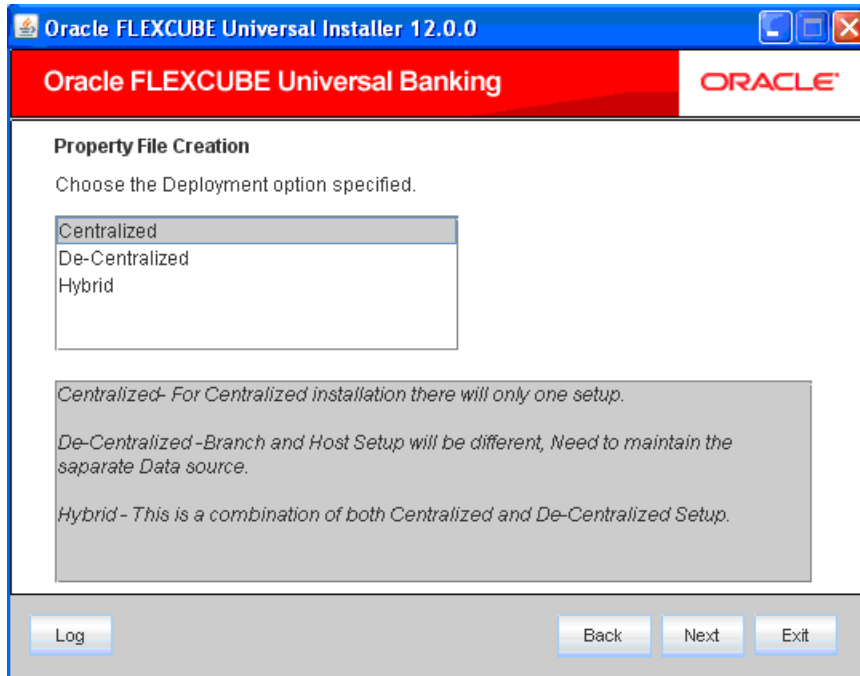 Oracle FLEXCUBE Universal Installer 12.0.0
Oracle FLEXCUBE Universal Banking
ORACLE
Property File Creation
Choose the Deployment option specified.
Centralized
De-Centralized
Hybrid
Centralized- For Centralized installation there will only one setup.
De-Centralized -Branch and Host Setup will be different, Need to maintain the
saparate Data source.
Hybrid - This is a combination of both Centralized and De-Centralized Setup.
Log
Back
Next
Exit